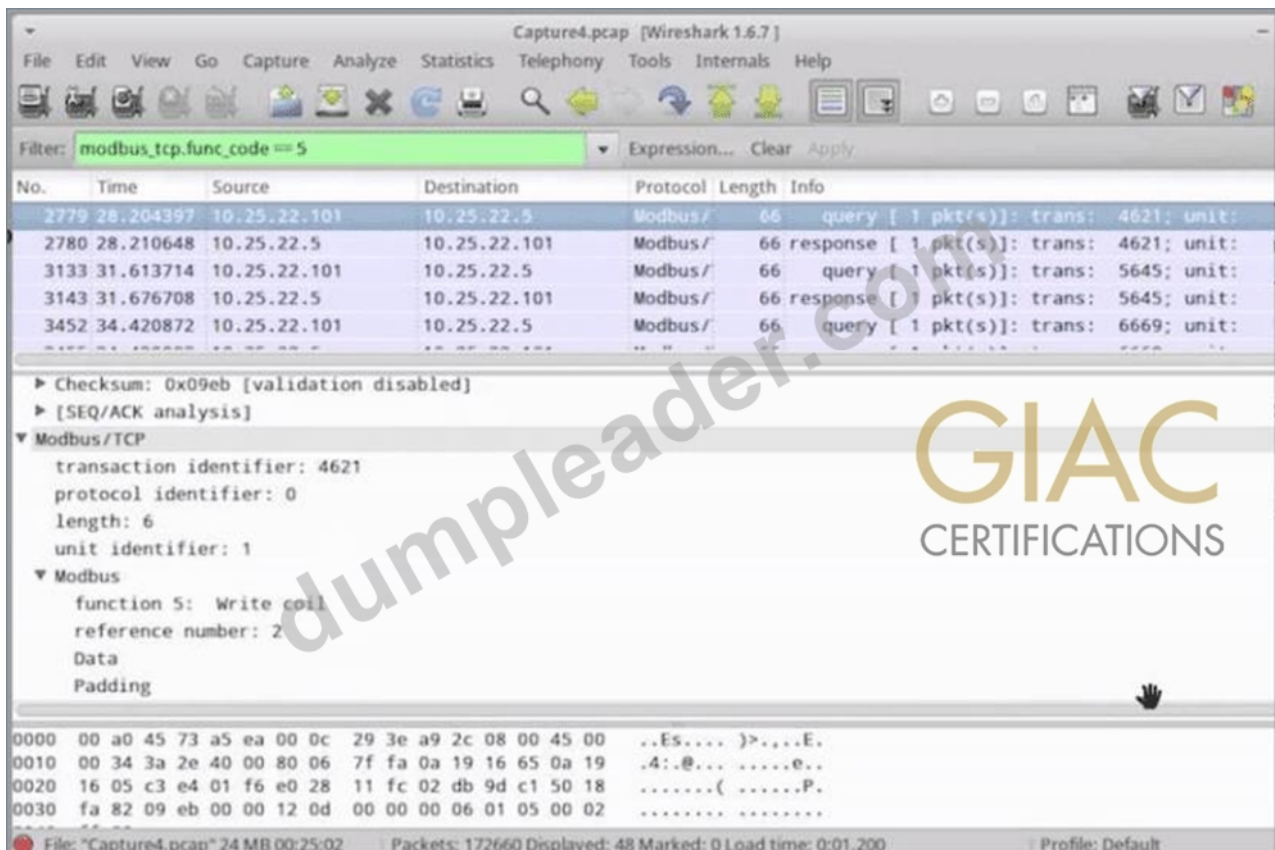 Capture4.pcap [Wireshark 1.6.7 ]
File Edit View Go Capture Analyze Statistics Telephony Tools Internals Help
Filter: modbus_tcp.func_code == 5 Expression... Clear Apply
No. Time Source Destination Protocol Length Info
2779 28.204397 10.25.22.101 10.25.22.5 Modbus/ 66 query [ 1 pkt(s)]: trans: 4621; unit:
2780 28.210648 10.25.22.5 10.25.22.101 Modbus/ 66 response [ 1 pkt(s)]: trans: 4621; unit:
3133 31.613714 10.25.22.101 10.25.22.5 Modbus/ 66 query [ 1 pkt(s)]: trans: 5645; unit:
3143 31.676708 10.25.22.5 10.25.22.101 Modbus/ 66 response [ 1 pkt(s)]: trans: 5645; unit:
3452 34.420872 10.25.22.101 10.25.22.5 Modbus/ 66 query [ 1 pkt(s)]: trans: 6669; unit:
Checksum: 0x09eb [validation disabled]
[SEQ/ACK analysis]
Modbus/TCP
transaction identifier: 4621
protocol identifier: 0
length: 6
unit identifier: 1
Modbus
function 5: Write coil
reference number: 2
Data
Padding
GIAC
CERTIFICATIONS
dumpleader.com
0000 00 a0 45 73 a5 ea 00 0c 29 3e a9 2c 08 00 45 00 ..Es.... )>.,..E.
0010 00 34 3a 2e 40 00 80 06 7f fa 0a 19 16 65 0a 19 .4:.@... .....e..
0020 16 05 c3 e4 01 f6 e0 28 11 fc 02 db 9d c1 50 18 .......( ......P.
0030 fa 82 09 eb 00 00 12 0d 00 00 00 06 01 05 00 02 ........ ........
File: "Capture4.pcap" 24 MB 00:25:02 Packets: 172660 Displayed: 48 Marked: 0 Load time: 0:01.200 Profile: Default